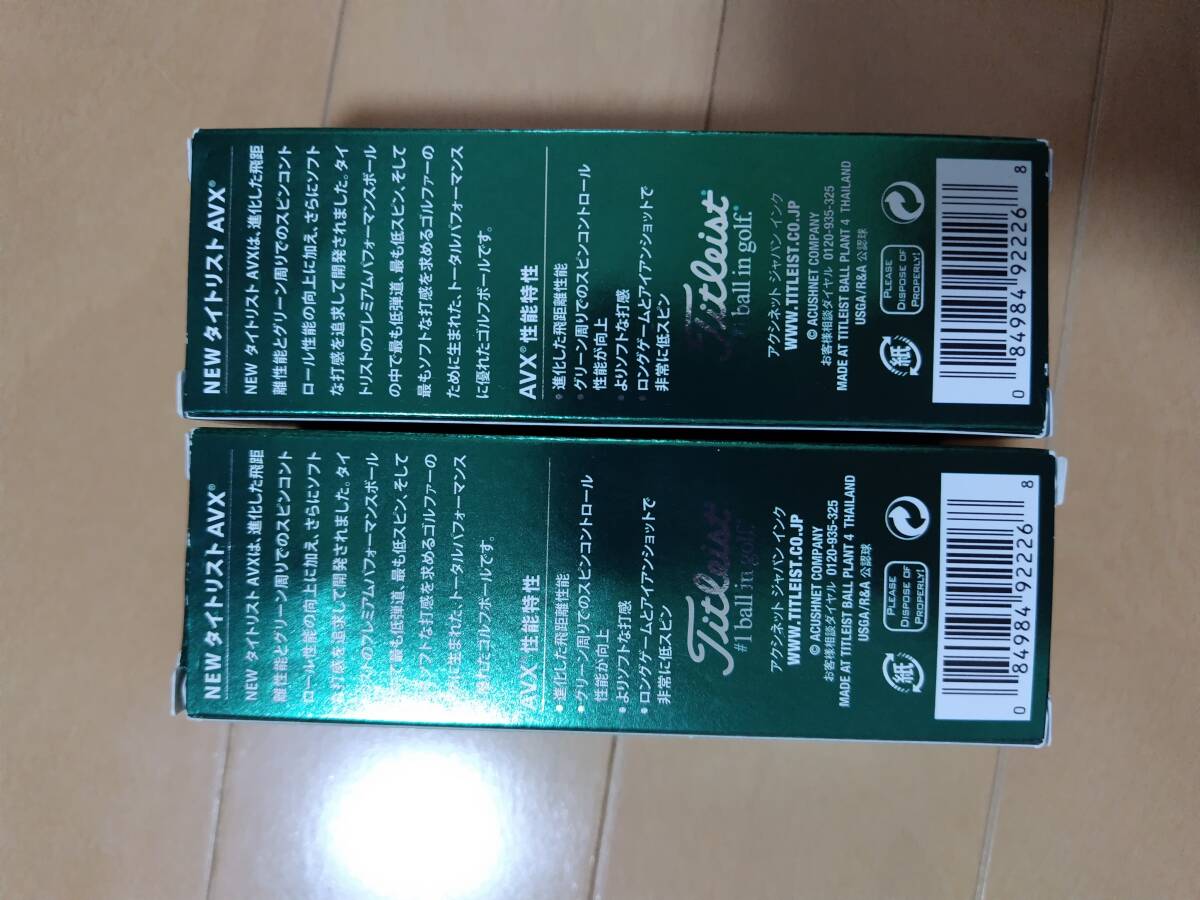 NEW タイトリスト AVX®
NEW タイトリスト AVXは、進化した飛距
離性能とグリーン周りでのスピンコント
ロール性能の向上に加え、さらにソフト
な打感を追求して開発されました。タイ
トリストのプレミアムパフォーマンスボール
の中で最も低弾道、最も低スピン、そして
最もソフトな打感を求めるゴルファーの
ために生まれた、トータルパフォーマンス
に優れたゴルフボールです。
AVX® 性能特性
•進化した飛距離性能
•グリーン周りでのスピンコントロール
性能が向上
•よりソフトな打感
•ロングゲームとアイアンショットで
非常に低スピン
Titleist®
#1 ball in golf.®
アクシネット ジャパン インク
WWW.TITLEIST.CO.JP
© ACUSHNET COMPANY
お客様相談ダイヤル 0120-935-325
MADE AT TITLEIST BALL PLANT 4 THAILAND
USGA/R&A 公認球
紙
PLEASE
DISPOSE OF
PROPERLY!
0 84984 92226 8
NEW タイトリスト AVX®
NEW タイトリスト AVXは、進化した飛距
離性能とグリーン周りでのスピンコント
ロール性能の向上に加え、さらにソフト
な打感を追求して開発されました。タイ
トリストのプレミアムパフォーマンスボール
の中で最も低弾道、最も低スピン、そして
最もソフトな打感を求めるゴルファーの
ために生まれた、トータルパフォーマンス
に優れたゴルフボールです。
AVX® 性能特性
•進化した飛距離性能
•グリーン周りでのスピンコントロール
性能が向上
•よりソフトな打感
•ロングゲームとアイアンショットで
非常に低スピン
Titleist®
#1 ball in golf.®
アクシネット ジャパン インク
WWW.TITLEIST.CO.JP
© ACUSHNET COMPANY
お客様相談ダイヤル 0120-935-325
MADE AT TITLEIST BALL PLANT 4 THAILAND
USGA/R&A 公認球
紙
PLEASE
DISPOSE OF
PROPERLY!
0 84984 92226 8